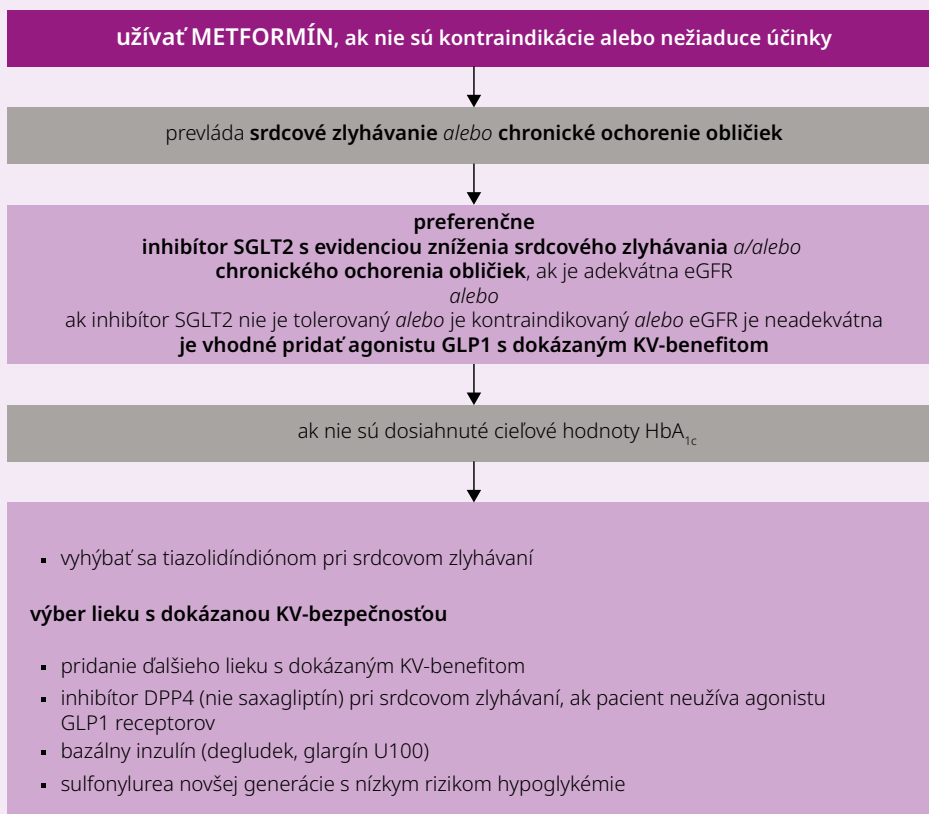 užívať METFORMÍN, ak nie sú kontraindikácie alebo nežiaduce účinky
prevláda srdcové zlyhávanie alebo chronické ochorenie obličiek
preferenčne
inhibítor SGLT2 s evidenciou zníženia srdcového zlyhávania a/alebo
chronického ochorenia obličiek, ak je adekvátna eGFR
alebo
ak inhibítor SGLT2 nie je tolerovaný alebo je kontraindikovaný alebo eGFR je neadekvátna
je vhodné pridať agonistu GLP1 s dokázaným KV-benefitom
ak nie sú dosiahnuté cieľové hodnoty HbA1c
▪ vyhýbať sa tiazolidíndiónom pri srdcovom zlyhávaní
výber lieku s dokázanou KV-bezpečnosťou
▪ pridanie ďalšieho lieku s dokázaným KV-benefitom
▪ inhibítor DPP4 (nie saxagliptín) pri srdcovom zlyhávaní, ak pacient neužíva agonistu
GLP1 receptorov
▪ bazálny inzulín (degludek, glargín U100)
▪ sulfonylurea novšej generácie s nízkym rizikom hypoglykémie